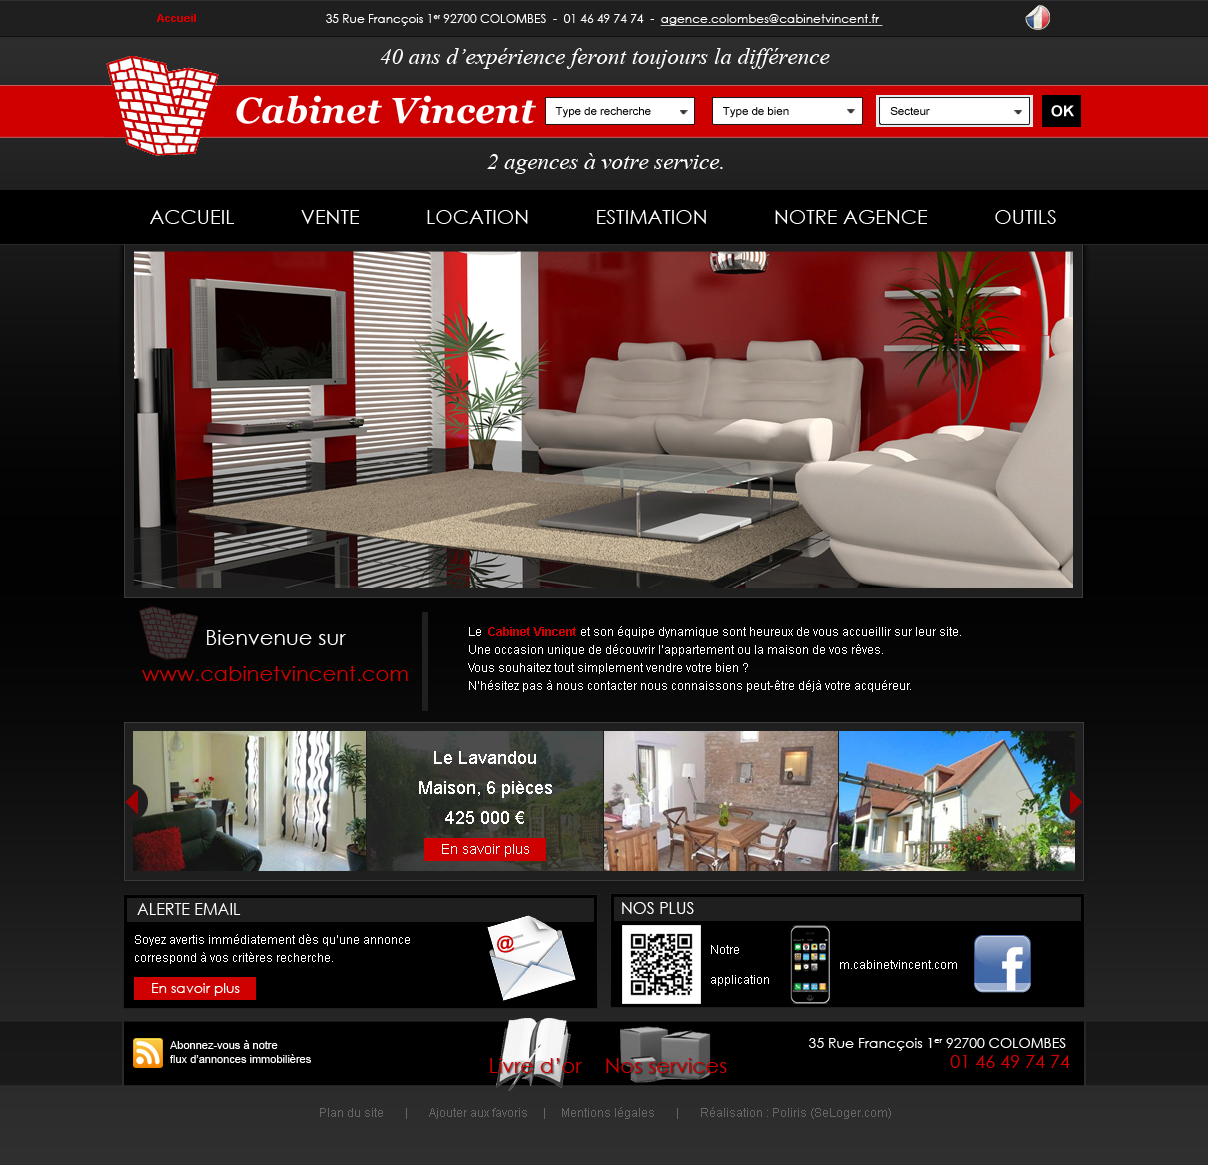 Accueil
35 Rue Francçois 1er 92700 COLOMBES - 01 46 49 74 74 - agence.colombes@cabinetvincent.fr
40 ans d'expérience feront toujours la différence
Cabinet Vincent
Type de recherche
Type de bien
Secteur
OK
2 agences à votre service.
ACCUEIL VENTE LOCATION ESTIMATION NOTRE AGENCE OUTILS
Bienvenue sur
www.cabinetvincent.com
Le Cabinet Vincent et son équipe dynamique sont heureux de vous accueillir sur leur site.
Une occasion unique de découvrir l'appartement ou la maison de vos rêves.
Vous souhaitez tout simplement vendre votre bien ?
N'hésitez pas à nous contacter nous connaissons peut-être déjà votre acquéreur.
Le Lavandou
Maison, 6 pièces
425 000 €
En savoir plus
ALERTE EMAIL
Soyez avertis immédiatement dès qu'une annonce
correspond à vos critères recherche.
En savoir plus
@
NOS PLUS
Notre
application
m.cabinetvincent.com
f
Abonnez-vous à notre
flux d'annonces immobilières
Livre d'or
Nos services
35 Rue Francçois 1er 92700 COLOMBES
01 46 49 74 74
Plan du site | Ajouter aux favoris | Mentions légales | Réalisation : Poliris (SeLoger.com)